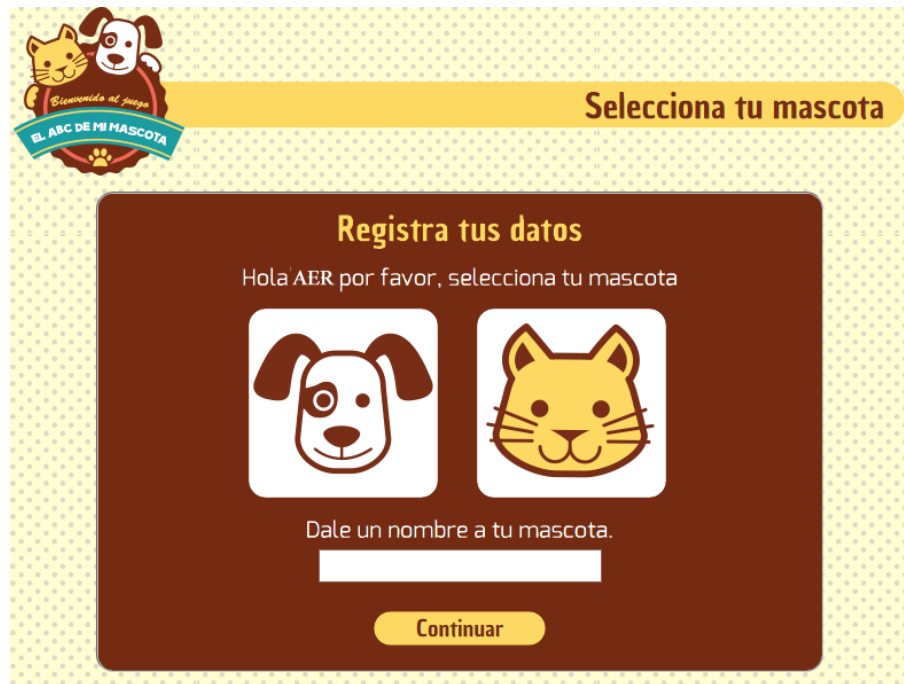 Bienvenido al juego
EL ABC DE MI MASCOTA
Selecciona tu mascota
Registra tus datos
Hola AER por favor, selecciona tu mascota
Dale un nombre a tu mascota.
Continuar